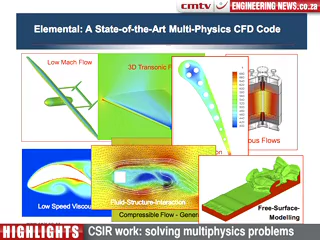 cmtv
ENGINEERING NEWS.co.za
Elemental: A State-of-the-Art Multi-Physics CFD Code
Low Mach Flow
3D Transonic F
ous Flows
Low Speed Viscou
Fluid-Structure-Interaction
Compressible Flow - Gener
Free-Surface-
Modelling
HIGHLIGHTS
CSIR work: solving multiphysics problems